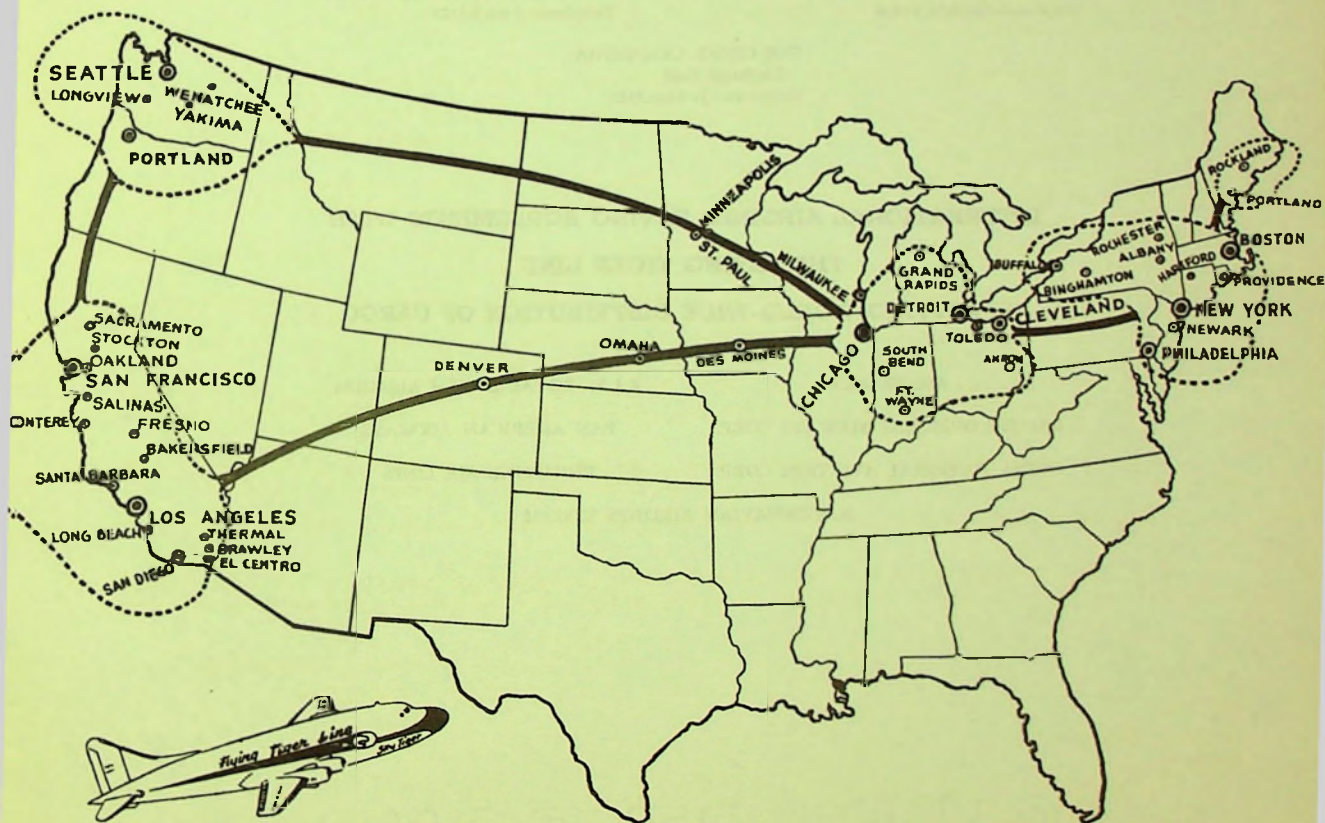 SEATTLE
LONGVIEW
WENATCHEE
YAKIMA
PORTLAND
SACRAMENTO
STOCKTON
OAKLAND
SAN FRANCISCO
SALINAS
ONTEREY
FRESNO
BAKERSFIELD
SANTA BARBARA
LOS ANGELES
LONG BEACH
THERMAL
BRAWLEY
EL CENTRO
SAN DIEGO
DENVER
OMAHA
DES MOINES
MINNEAPOLIS
ST. PAUL
MILWAUKEE
CHICAGO
GRAND
RAPIDS
DETROIT
SOUTH
BEND
FT.
WAYNE
TOLEDO
CLEVELAND
AKRON
BUFFALO
ROCHESTER
BINGHAMTON
ALBANY
HARTFORD
ROCKLAND
PORTLAND
BOSTON
PROVIDENCE
NEW YORK
NEWARK
PHILADELPHIA
Flying Tiger Line
Sky Tiger